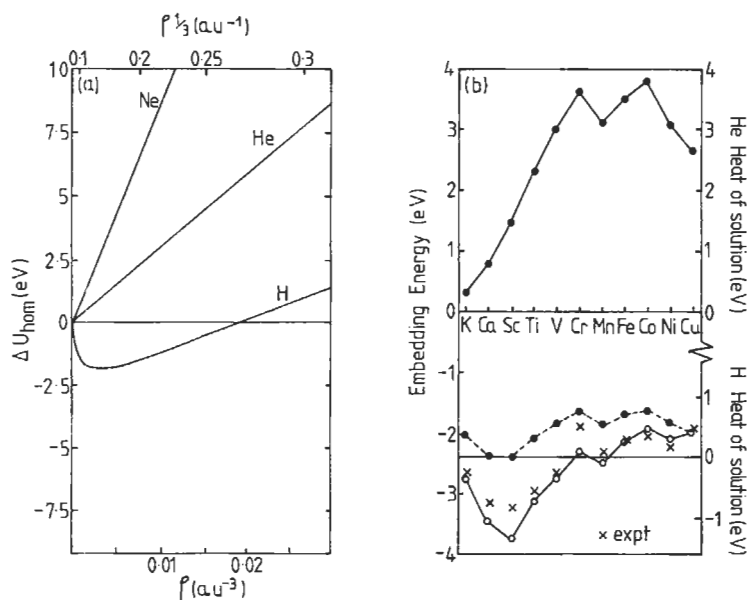 ρ^1/3 (a.u^-1)
0·1 0·2 0·26 0·3
(a)
10
7.5
5
2.5
0
-2·5
-5
-7·5
Δ U_hom (eV)
Ne
He
H
0·01 0·02
ρ (a.u^-3)
(b)
4
3
2
1
0
-1
-2
-3
-4
Embedding Energy (eV)
K Ca Sc Ti V Cr Mn Fe Co Ni Cu
4
3
2
1
0
1
0
-1
He Heat of solution (eV)
H Heat of solution (eV)
× expt